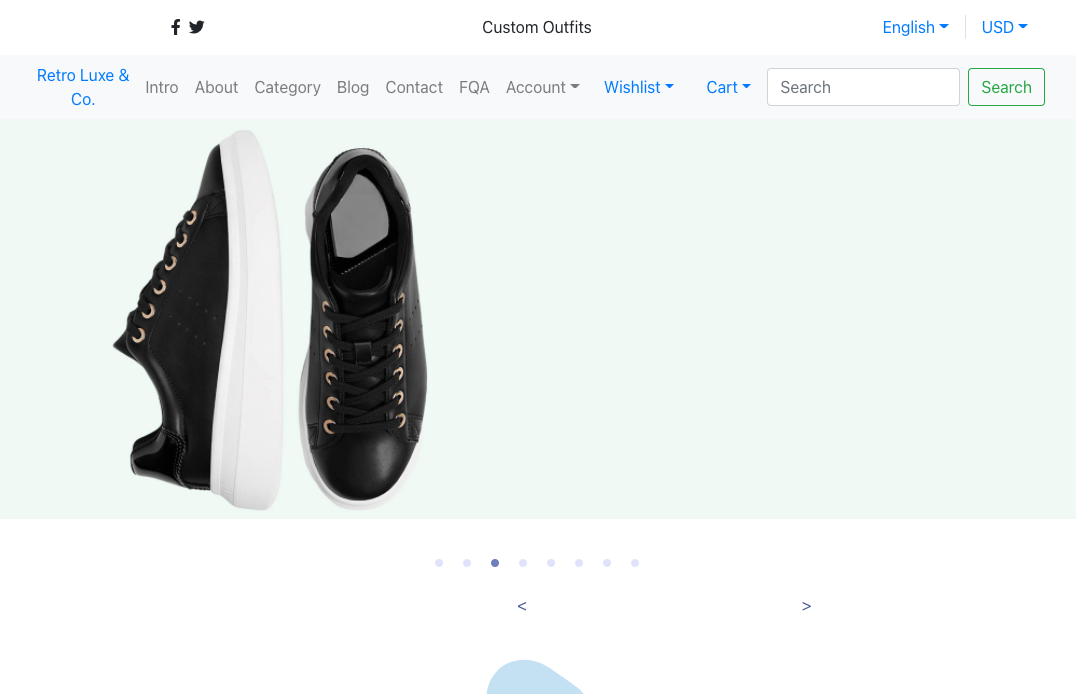 Custom Outfits
English
USD
Retro Luxe &
Co.
Intro
About
Category
Blog
Contact
FQA
Account
Wishlist
Cart
Search
Search
<
>